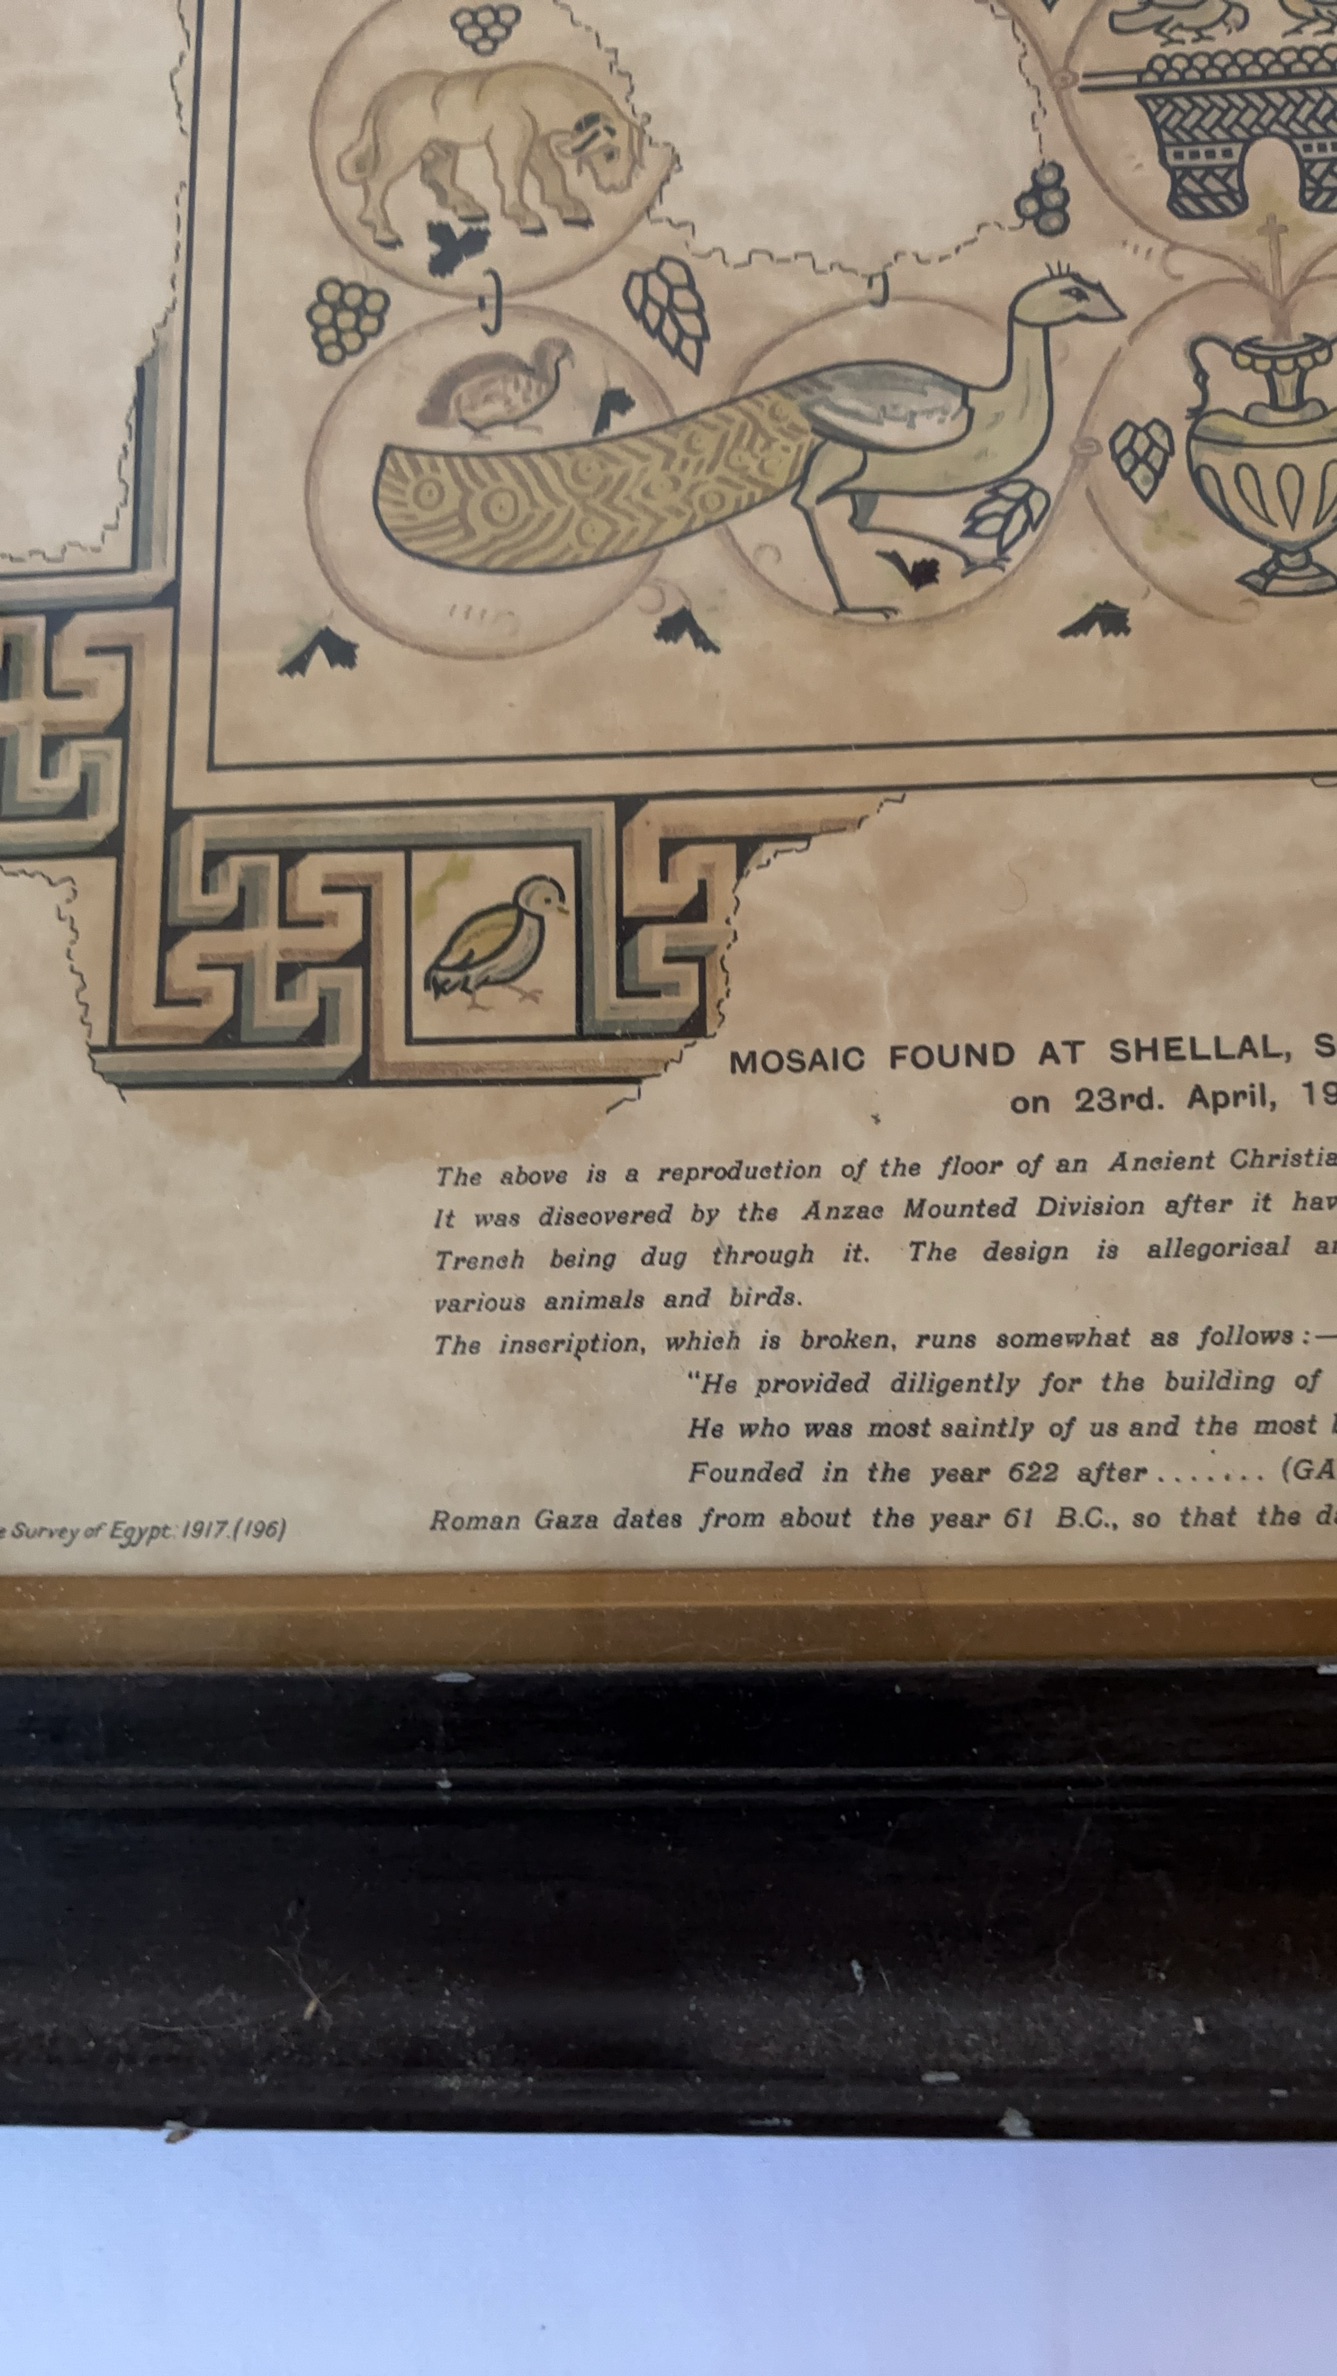 MOSAIC FOUND AT SHELLAL, S
on 23rd. April, 19
The above is a reproduction of the floor of an Ancient Christia
It was discovered by the Anzac Mounted Division after it hav
Trench being dug through it. The design is allegorical an
various animals and birds.
The inscription, which is broken, runs somewhat as follows :—
"He provided diligently for the building of
He who was most saintly of us and the most
Founded in the year 622 after ....... (GA
Roman Gaza dates from about the year 61 B.C., so that the da
e Survey of Egypt. 1917.(196)